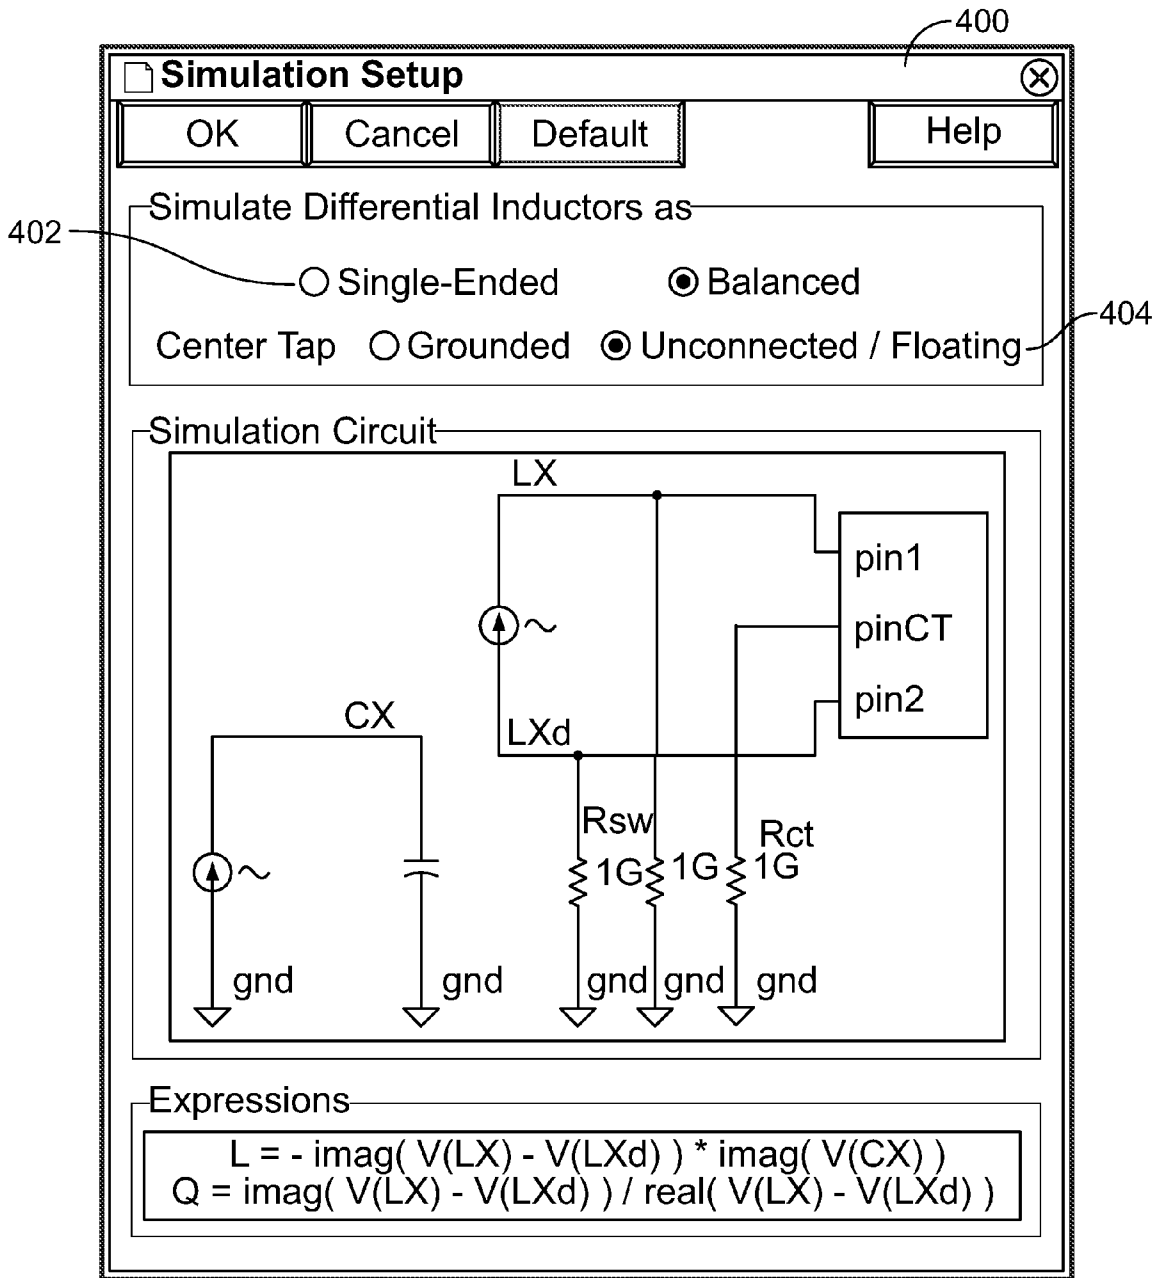 400
Simulation Setup
OK Cancel Default Help
Simulate Differential Inductors as
402
Single-Ended Balanced
404
Center Tap Grounded Unconnected / Floating
Simulation Circuit
LX
pin1
pinCT
pin2
CX
LXd
Rsw
Rct
1G 1G 1G
gnd gnd gnd gnd gnd
Expressions
L = - imag( V(LX) - V(LXd) ) * imag( V(CX) )
Q = imag( V(LX) - V(LXd) ) / real( V(LX) - V(LXd) )